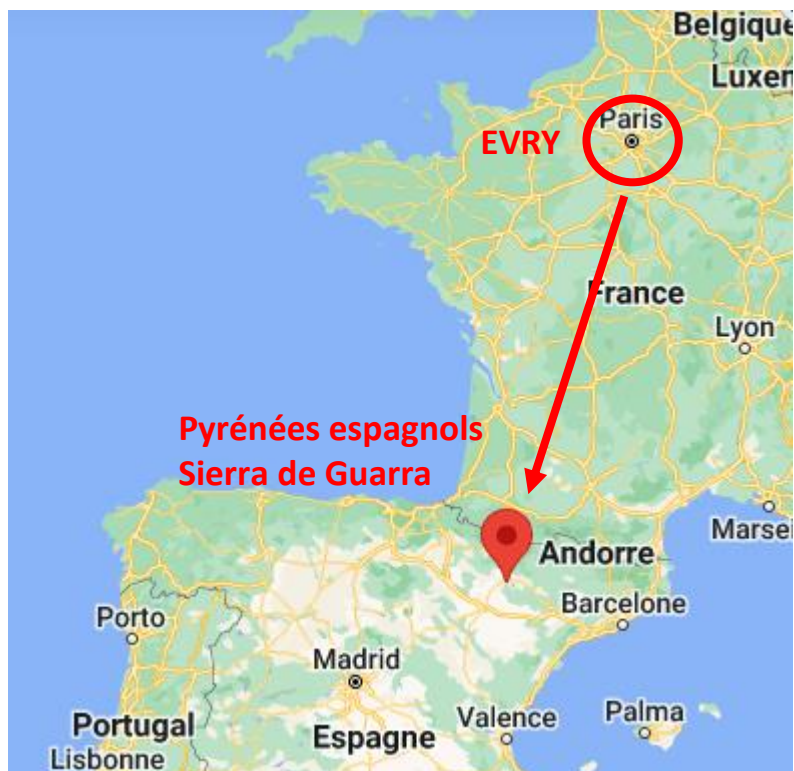 Belgique
Luxen
Paris
EVRY
France
Lyon
Pyrénées espagnols
Sierra de Guarra
Marsei
Andorre
Barcelone
Porto
Madrid
Valence
Palma
Portugal
Espagne
Lisbonne